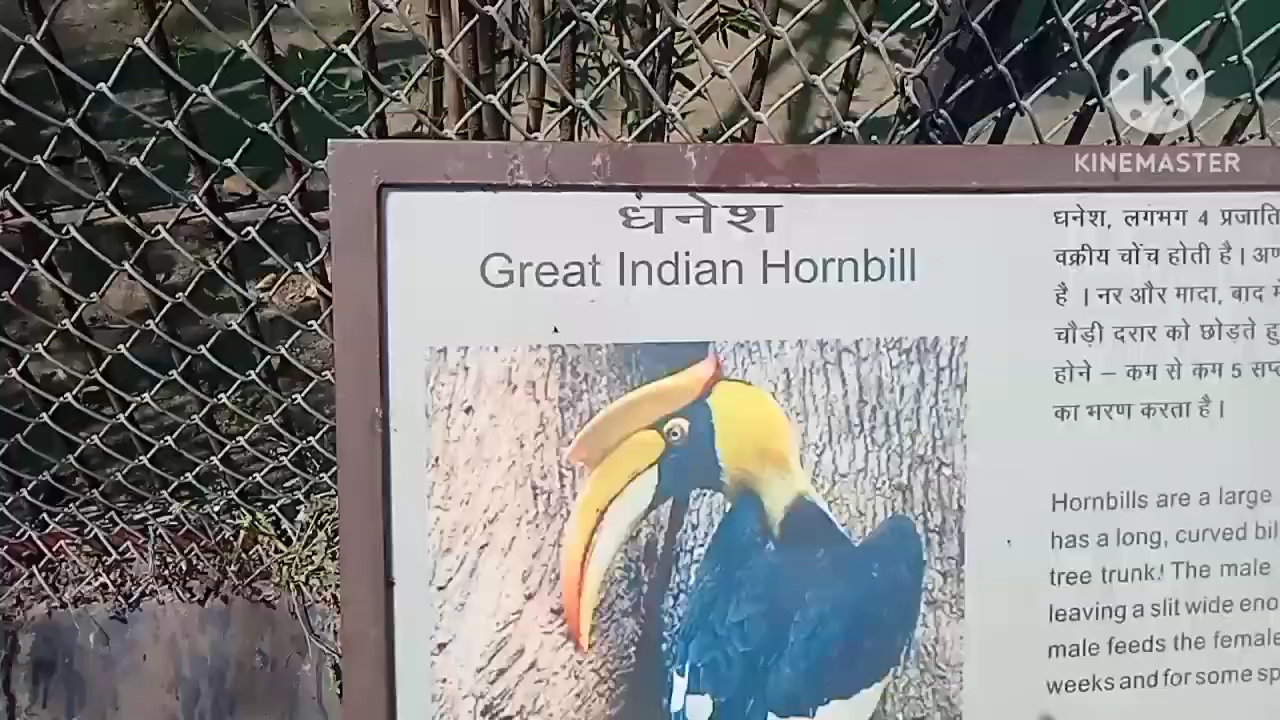 KINEMASTER
धनेश
Great Indian Hornbill
धनेश, लगभग 4 प्रजाति
वक्रीय चोंच होती है। अण
है । नर और मादा, बाद में
चौड़ी दरार को छोड़ते हु
होने – कम से कम 5 सप्
का भरण करता है।
Hornbills are a large
has a long, curved bil
tree trunk! The male
leaving a slit wide eno
male feeds the female
weeks and for some sp